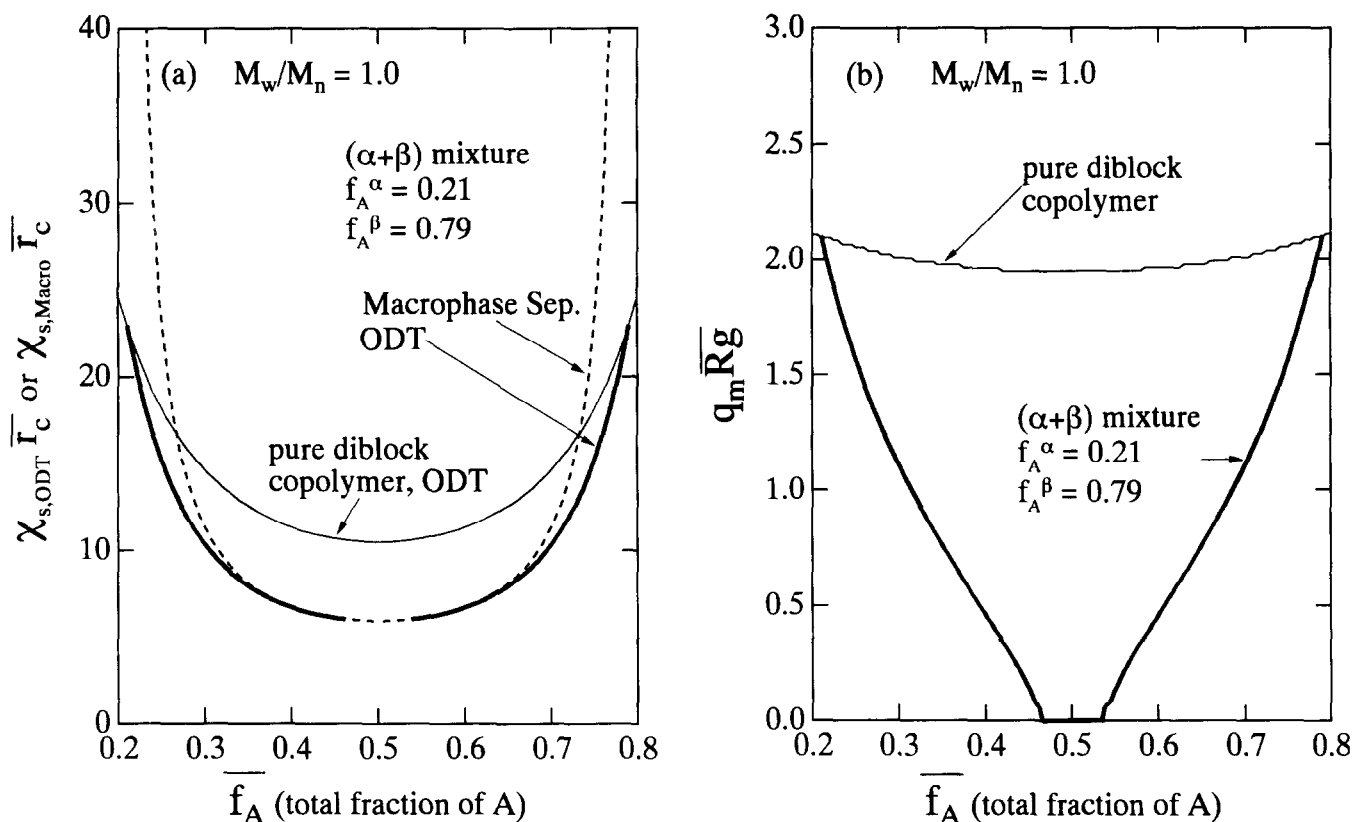 (a) M_w/M_n = 1.0
(α+β) mixture
f_A^α = 0.21
f_A^β = 0.79
Macrophase Sep.
ODT
pure diblock
copolymer, ODT
χ_s,ODT r̅_c or χ_s,Macro r̅_c
40
30
20
10
0
0.2 0.3 0.4 0.5 0.6 0.7 0.8
f̅_A (total fraction of A)
(b) M_w/M_n = 1.0
pure diblock
copolymer
(α+β) mixture
f_A^α = 0.21
f_A^β = 0.79
q_m R̅g
3.0
2.5
2.0
1.5
1.0
0.5
0.0
0.2 0.3 0.4 0.5 0.6 0.7 0.8
f̅_A (total fraction of A)